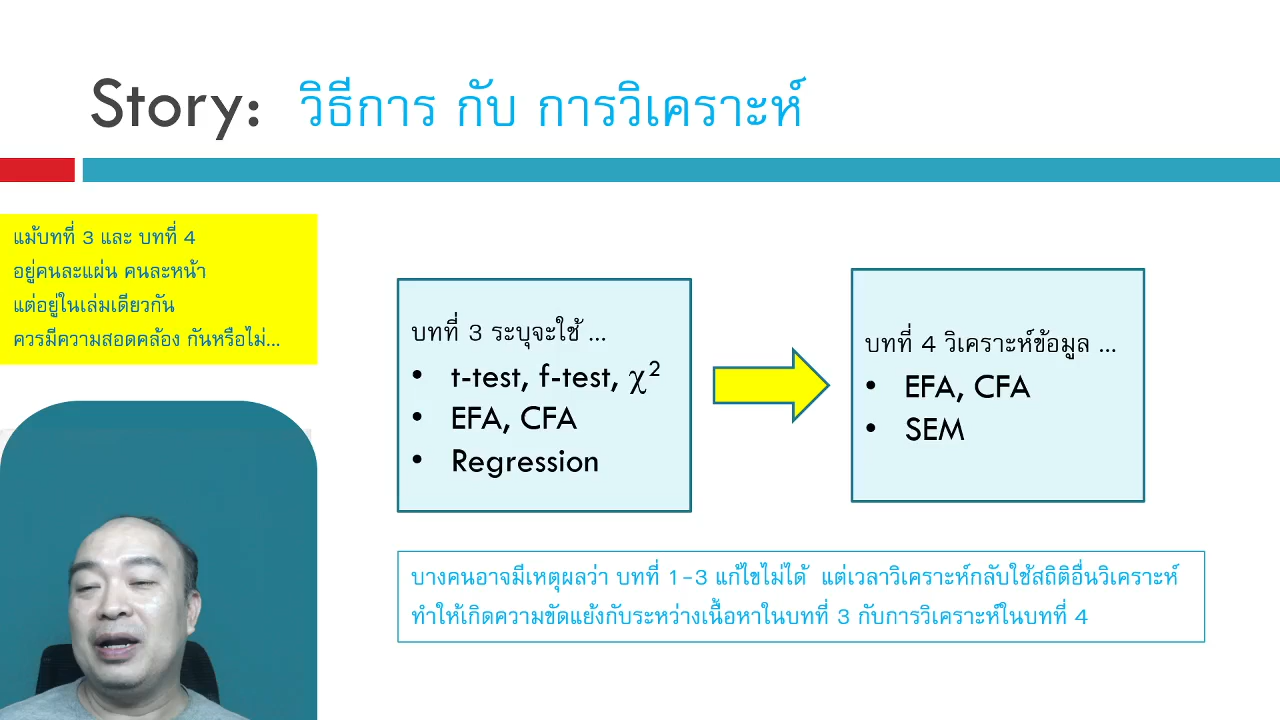 Story: วิธีการ กับ การวิเคราะห์
แม้บทที่ 3 และ บทที่ 4
อยู่คนละแผ่น คนละหน้า
แต่อยู่ในเล่มเดียวกัน
ควรมีความสอดคล้อง กันหรือไม่...
บทที่ 3 ระบุจะใช้ ...
• t-test, f-test, χ²
• EFA, CFA
• Regression
บทที่ 4 วิเคราะห์ข้อมูล ...
• EFA, CFA
• SEM
บางคนอาจมีเหตุผลว่า บทที่ 1-3 แก้ไขไม่ได้ แต่เวลาวิเคราะห์กลับใช้สถิติอื่นวิเคราะห์
ทำให้เกิดความขัดแย้งกับระหว่างเนื้อหาในบทที่ 3 กับการวิเคราะห์ในบทที่ 4